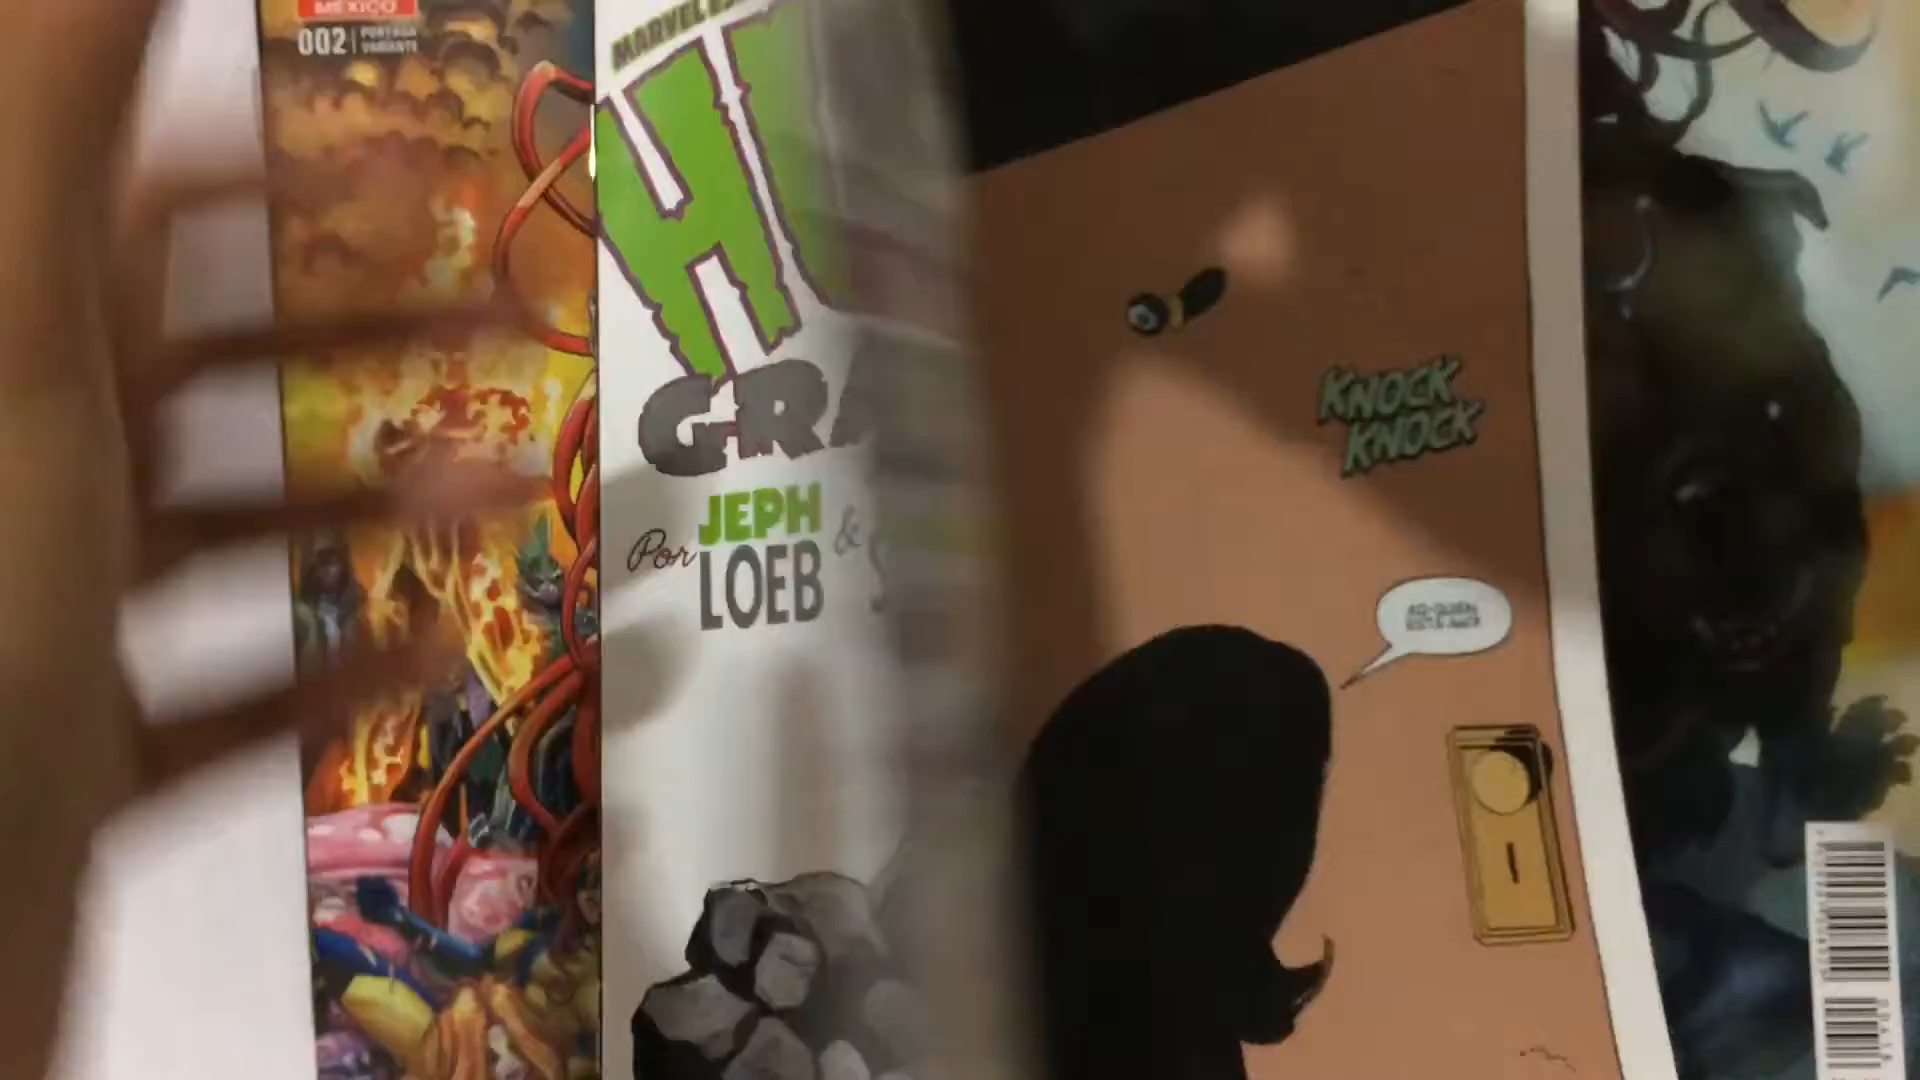 MÉXICO
002 PORTADA
VARIANTE
MARVEL
H
GRA
Por JEPH &
LOEB
KNOCK
KNOCK